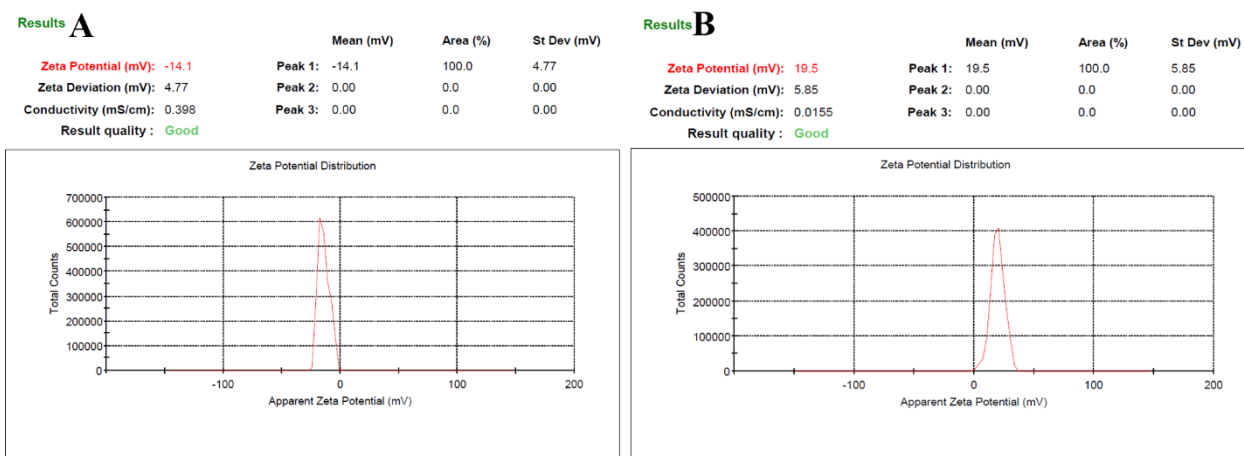 Results A
Mean (mV) Area (%) St Dev (mV)
Zeta Potential (mV): -14.1 Peak 1: -14.1 100.0 4.77
Zeta Deviation (mV): 4.77 Peak 2: 0.00 0.0 0.00
Conductivity (mS/cm): 0.398 Peak 3: 0.00 0.0 0.00
Result quality : Good
Zeta Potential Distribution
Total Counts
700000
600000
500000
400000
300000
200000
100000
0
-100 0 100 200
Apparent Zeta Potential (mV)
Results B
Mean (mV) Area (%) St Dev (mV)
Zeta Potential (mV): 19.5 Peak 1: 19.5 100.0 5.85
Zeta Deviation (mV): 5.85 Peak 2: 0.00 0.0 0.00
Conductivity (mS/cm): 0.0155 Peak 3: 0.00 0.0 0.00
Result quality : Good
Zeta Potential Distribution
Total Counts
500000
400000
300000
200000
100000
0
-100 0 100 200
Apparent Zeta Potential (mV)